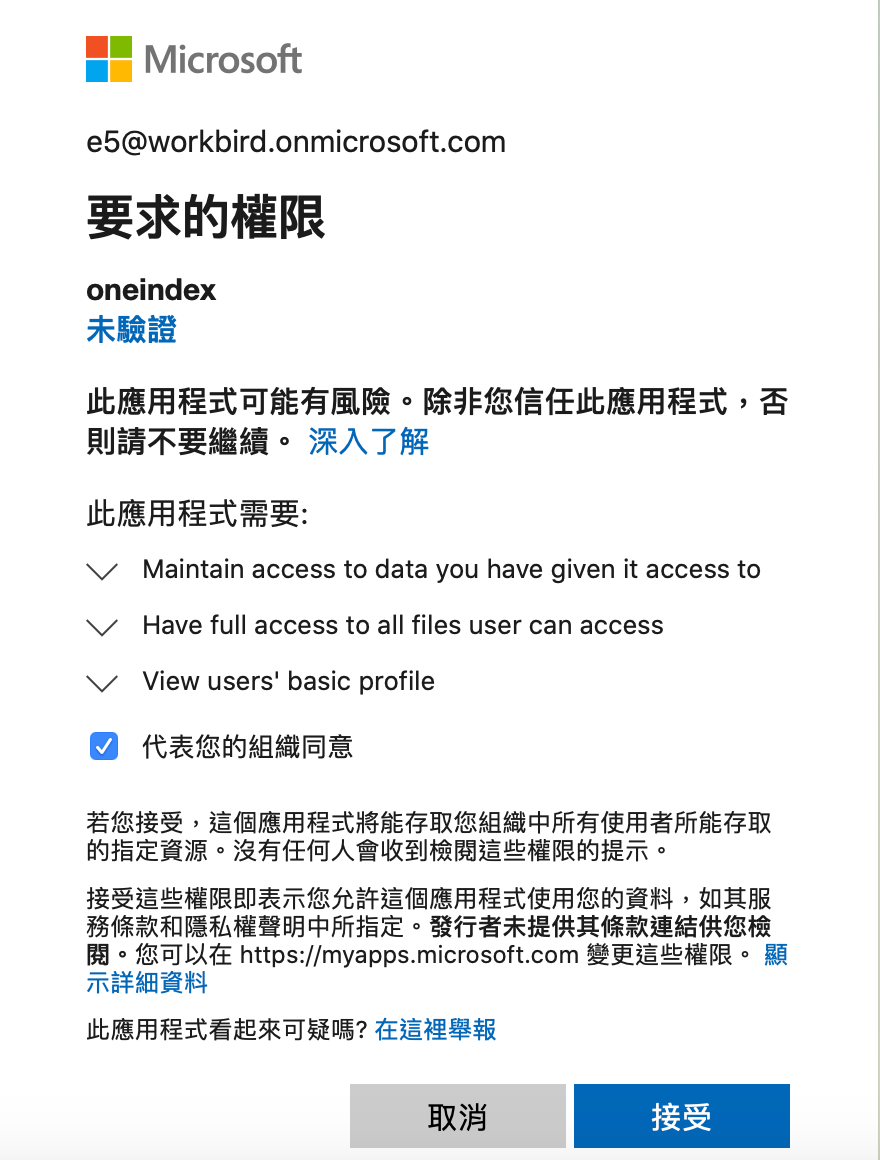 Microsoft
e5@workbird.onmicrosoft.com
要求的權限
oneindex
未驗證
此應用程式可能有風險。除非您信任此應用程式，否
則請不要繼續。 深入了解
此應用程式需要:
Maintain access to data you have given it access to
Have full access to all files user can access
View users' basic profile
代表您的組織同意
若您接受，這個應用程式將能存取您組織中所有使用者所能存取
的指定資源。沒有任何人會收到檢閱這些權限的提示。
接受這些權限即表示您允許這個應用程式使用您的資料，如其服
務條款和隱私權聲明中所指定。發行者未提供其條款連結供您檢
閱。您可以在 https://myapps.microsoft.com 變更這些權限。 顯
示詳細資料
此應用程式看起來可疑嗎? 在這裡舉報
取消 接受